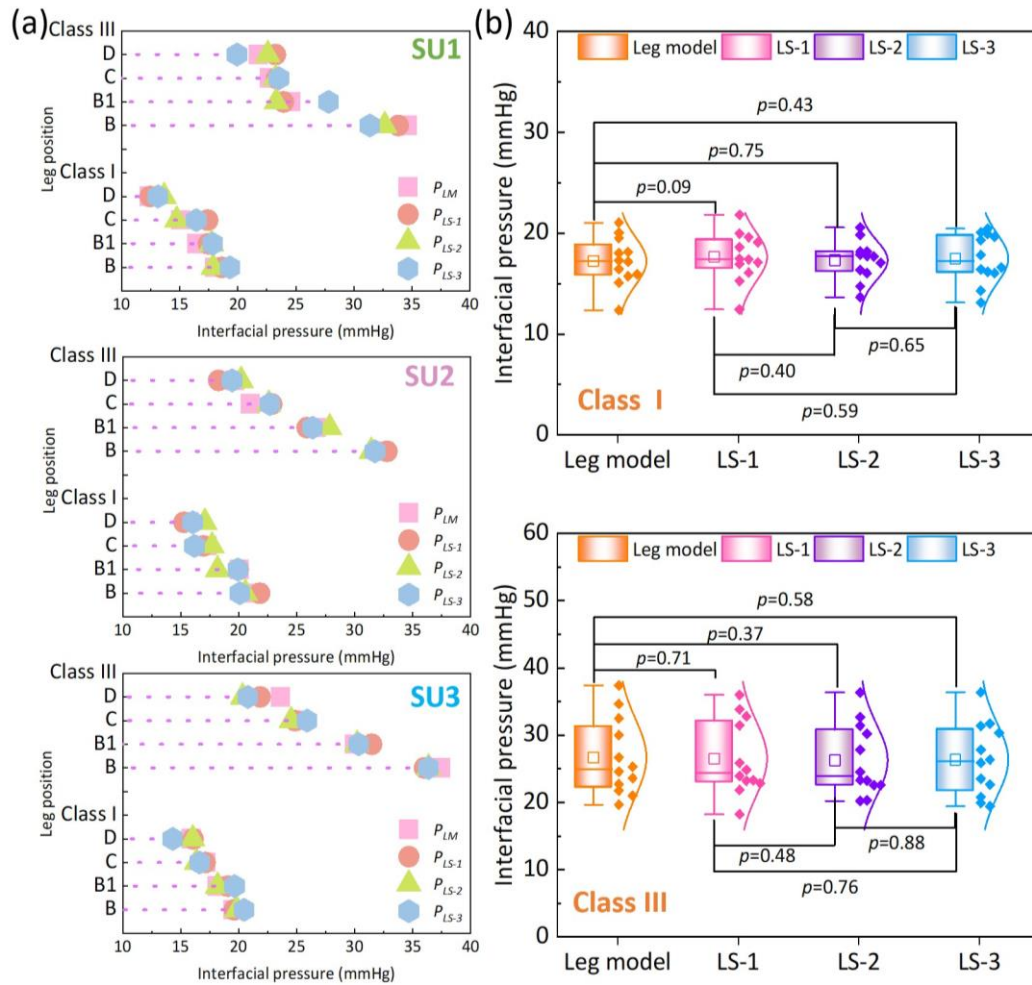 (a)
Class III
SU1
D
C
B1
B
Leg position
Class I
D
C
B1
B
P_LM
P_LS-1
P_LS-2
P_LS-3
10 15 20 25 30 35 40
Interfacial pressure (mmHg)
Class III
SU2
D
C
B1
B
Leg position
Class I
D
C
B1
B
P_LM
P_LS-1
P_LS-2
P_LS-3
10 15 20 25 30 35 40
Interfacial pressure (mmHg)
Class III
SU3
D
C
B1
B
Leg position
Class I
D
C
B1
B
P_LM
P_LS-1
P_LS-2
P_LS-3
10 15 20 25 30 35 40
Interfacial pressure (mmHg)
(b)
40
30
20
10
0
Interfacial pressure (mmHg)
Leg model LS-1 LS-2 LS-3
p=0.43
p=0.75
p=0.09
p=0.65
p=0.40
p=0.59
Class I
Leg model LS-1 LS-2 LS-3
60
50
40
30
20
10
0
Interfacial pressure (mmHg)
Leg model LS-1 LS-2 LS-3
p=0.58
p=0.37
p=0.71
p=0.88
p=0.48
p=0.76
Class III
Leg model LS-1 LS-2 LS-3